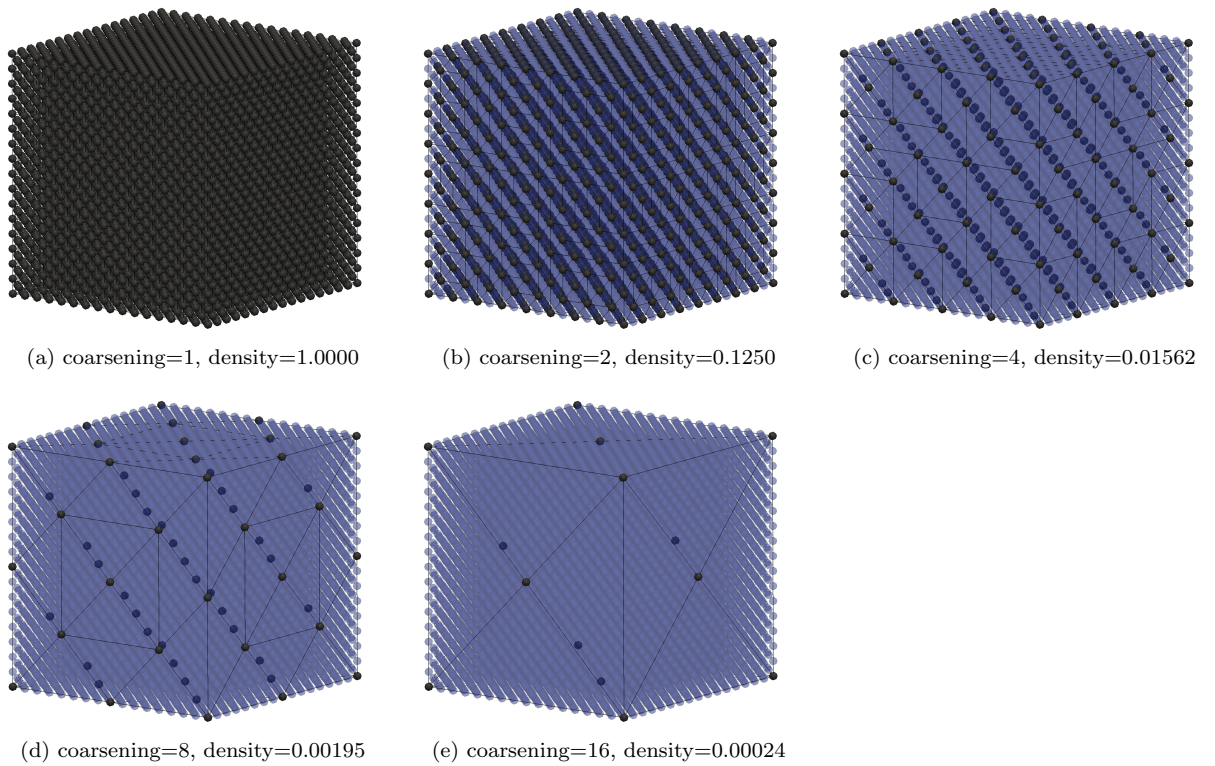 (a) coarsening=1, density=1.0000
(b) coarsening=2, density=0.1250
(c) coarsening=4, density=0.01562
(d) coarsening=8, density=0.00195
(e) coarsening=16, density=0.00024